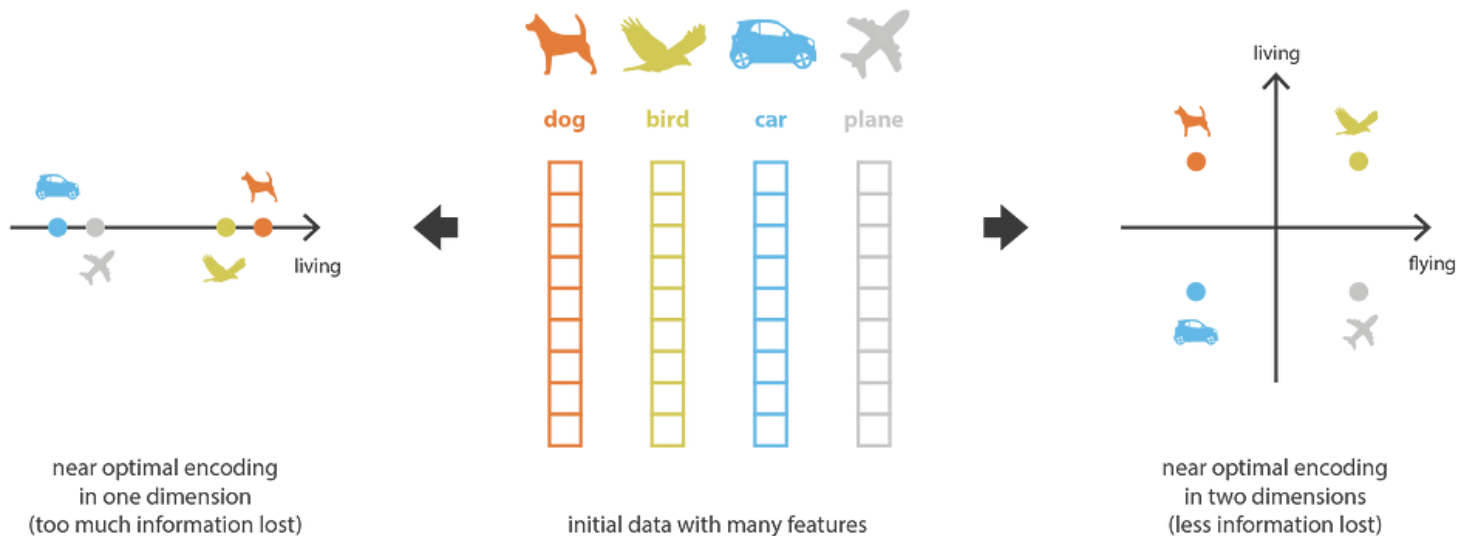 dog
bird
car
plane
living
near optimal encoding
in one dimension
(too much information lost)
initial data with many features
living
flying
near optimal encoding
in two dimensions
(less information lost)